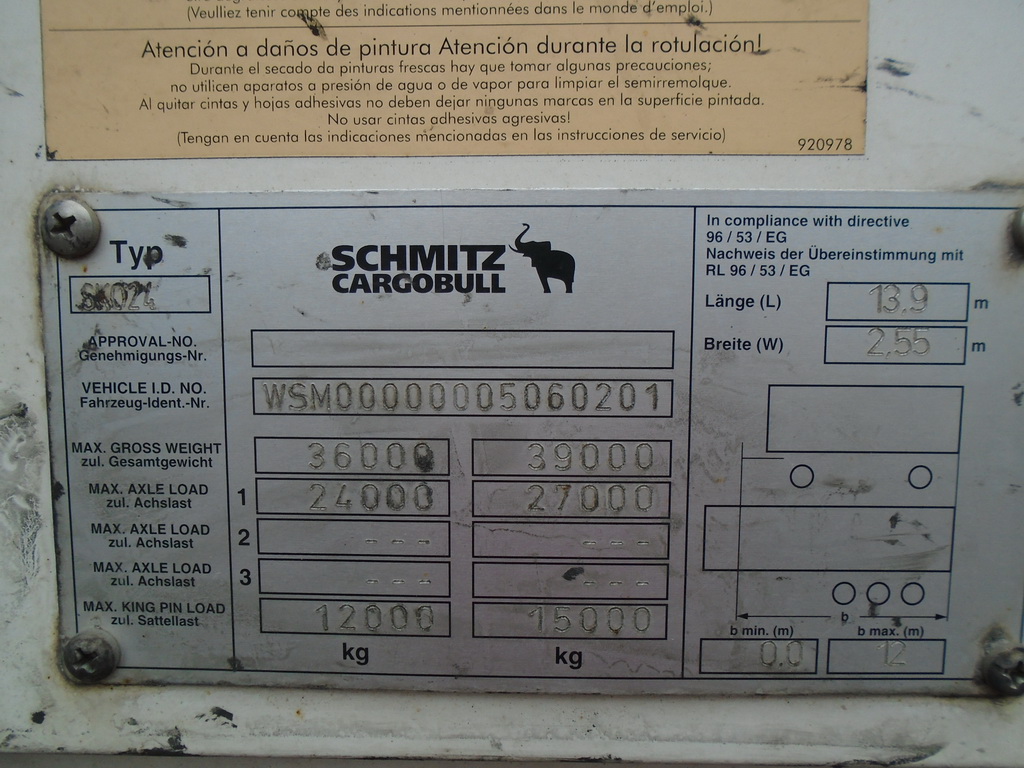 (Veulliez tenir compte des indications mentionnées dans le monde d'emploi.)
Atención a daños de pintura Atención durante la rotulación!
Durante el secado da pinturas frescas hay que tomar algunas precauciones;
no utilicen aparatos a presión de agua o de vapor para limpiar el semirremolque.
Al quitar cintas y hojas adhesivas no deben dejar ningunas marcas en la superficie pintada.
No usar cintas adhesivas agresivas!
(Tengan en cuenta las indicaciones mencionadas en las instrucciones de servicio)
920978
Typ
SKO24
SCHMITZ
CARGOBULL
In compliance with directive
96 / 53 / EG
Nachweis der Übereinstimmung mit
RL 96 / 53 / EG
Länge (L) 13.9 m
Breite (W) 2,55 m
APPROVAL-NO.
Genehmigungs-Nr.
VEHICLE I.D. NO.
Fahrzeug-Ident.-Nr.
WSM00000005060201
MAX. GROSS WEIGHT
zul. Gesamtgewicht
36000 39000
MAX. AXLE LOAD
zul. Achslast
1 24000 27000
MAX. AXLE LOAD
zul. Achslast
2 --- ---
MAX. AXLE LOAD
zul. Achslast
3 --- ---
MAX. KING PIN LOAD
zul. Sattellast
12000 15000
kg kg
b
b min. (m) b max. (m)
0.0 12